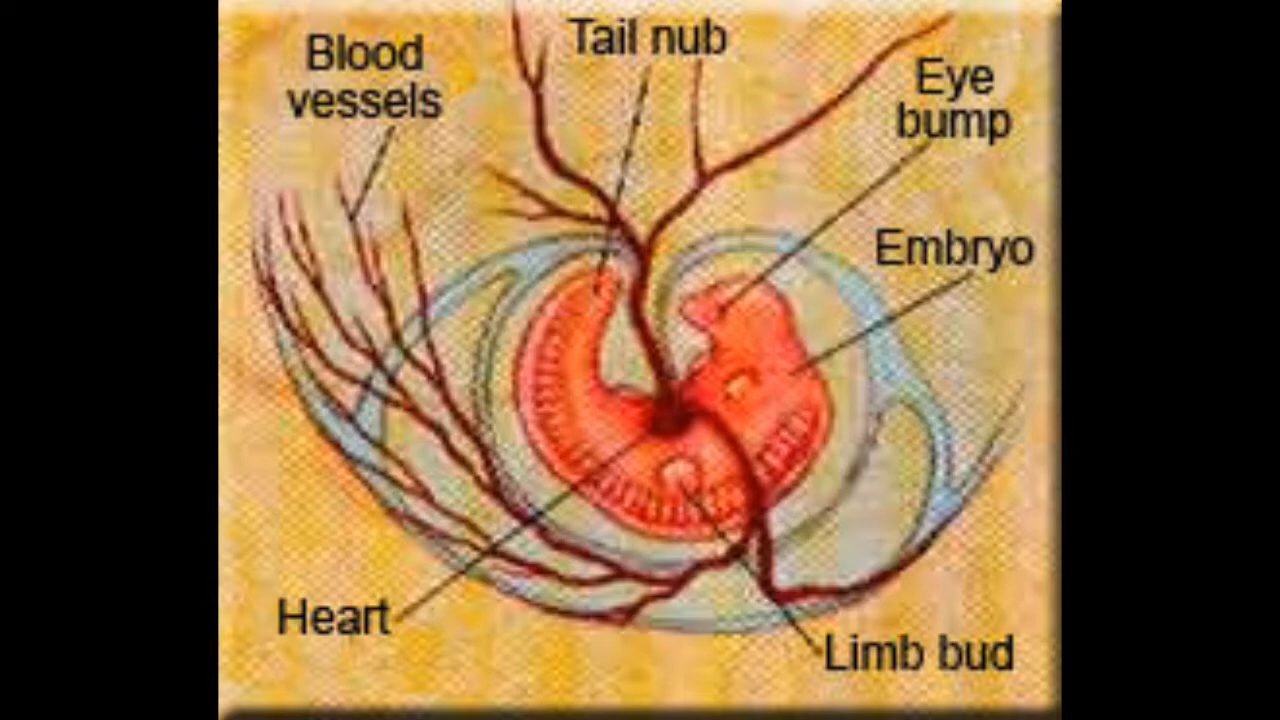 Tail nub
Blood
vessels
Eye
bump
Embryo
Heart
Limb bud